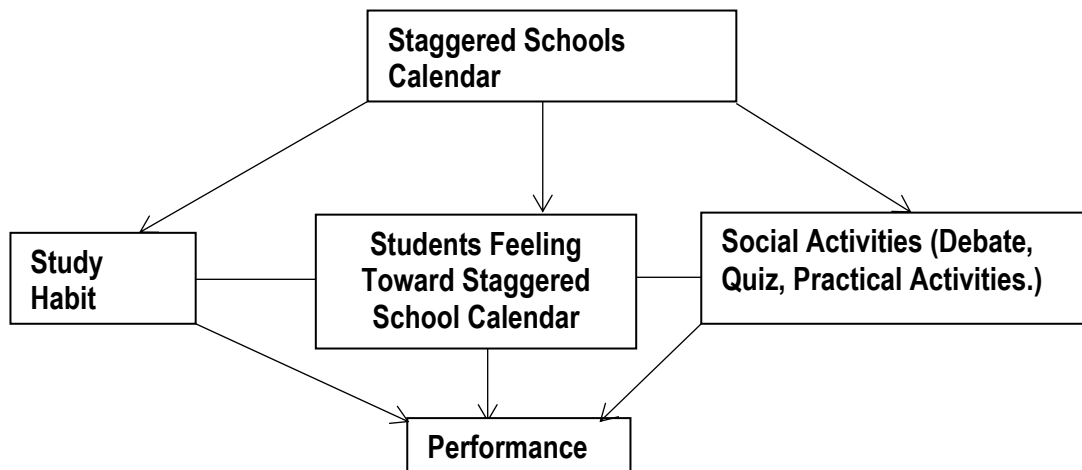 Staggered Schools
Calendar
Study
Habit
Students Feeling
Toward Staggered
School Calendar
Social Activities (Debate,
Quiz, Practical Activities.)
Performance